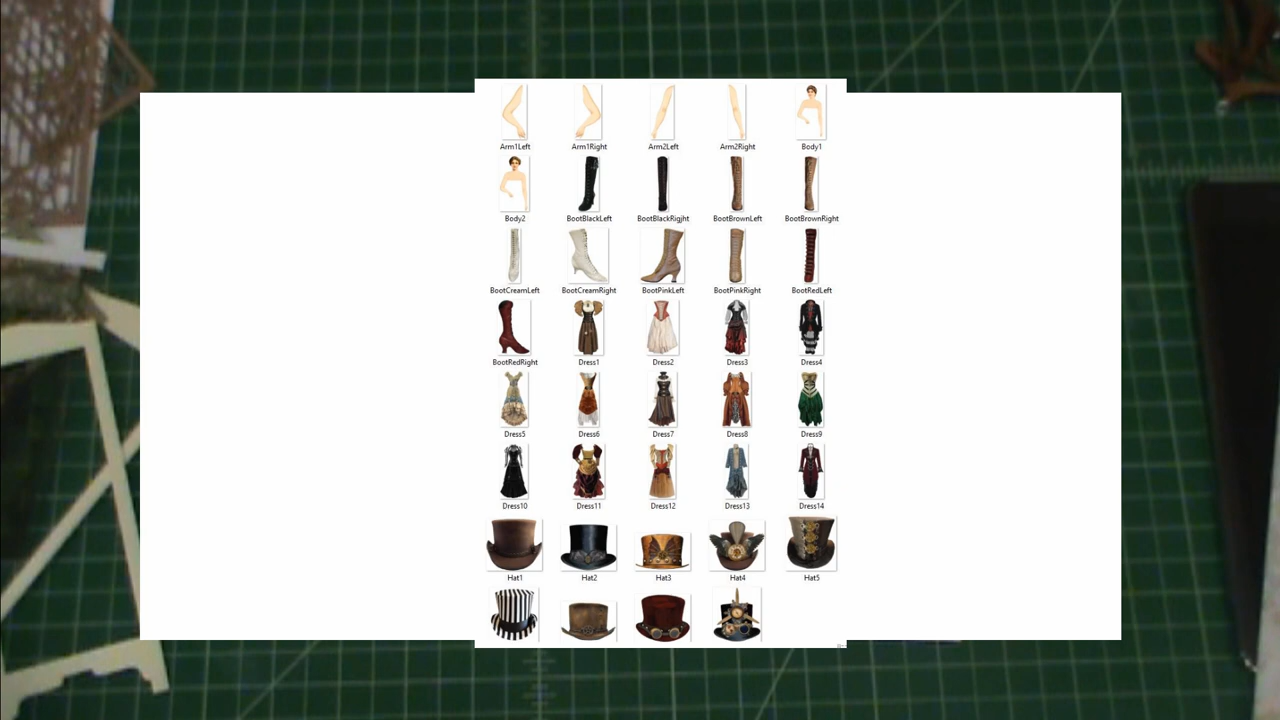 Arm1Left Arm1Right Arm2Left Arm2Right Body1
Body2 BootBlackLeft BootBlackRigjht BootBrownLeft BootBrownRight
BootCreamLeft BootCreamRight BootPinkLeft BootPinkRight BootRedLeft
BootRedRight Dress1 Dress2 Dress3 Dress4
Dress5 Dress6 Dress7 Dress8 Dress9
Dress10 Dress11 Dress12 Dress13 Dress14
Hat1 Hat2 Hat3 Hat4 Hat5